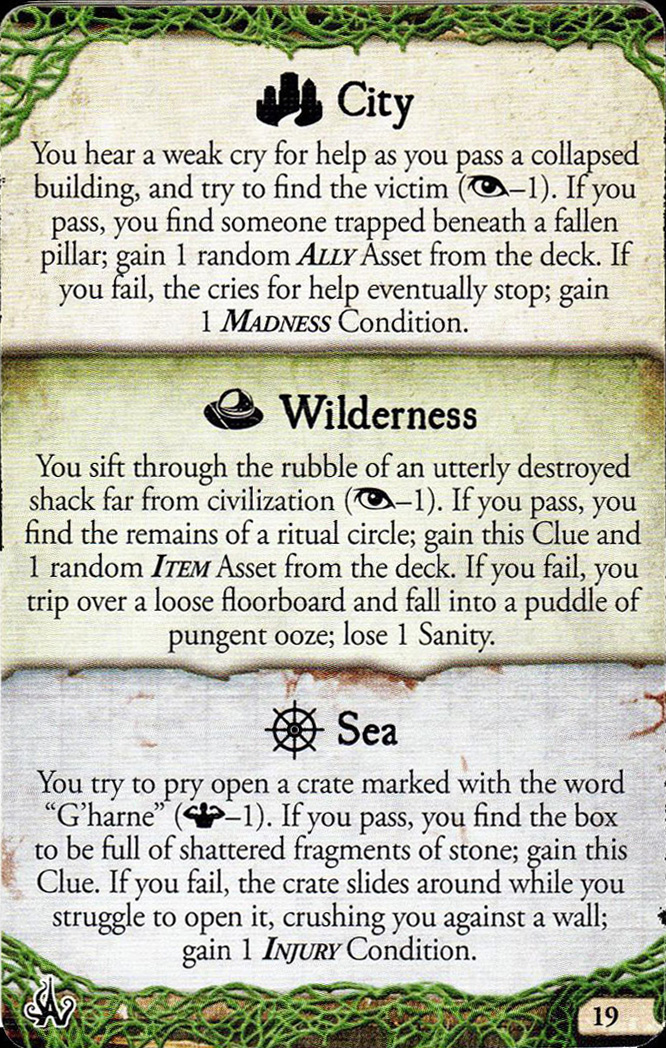 City
You hear a weak cry for help as you pass a collapsed
building, and try to find the victim (–1). If you
pass, you find someone trapped beneath a fallen
pillar; gain 1 random ALLY Asset from the deck. If
you fail, the cries for help eventually stop; gain
1 MADNESS Condition.
Wilderness
You sift through the rubble of an utterly destroyed
shack far from civilization (–1). If you pass, you
find the remains of a ritual circle; gain this Clue and
1 random ITEM Asset from the deck. If you fail, you
trip over a loose floorboard and fall into a puddle of
pungent ooze; lose 1 Sanity.
Sea
You try to pry open a crate marked with the word
“G’harne” (–1). If you pass, you find the box
to be full of shattered fragments of stone; gain this
Clue. If you fail, the crate slides around while you
struggle to open it, crushing you against a wall;
gain 1 INJURY Condition.
19